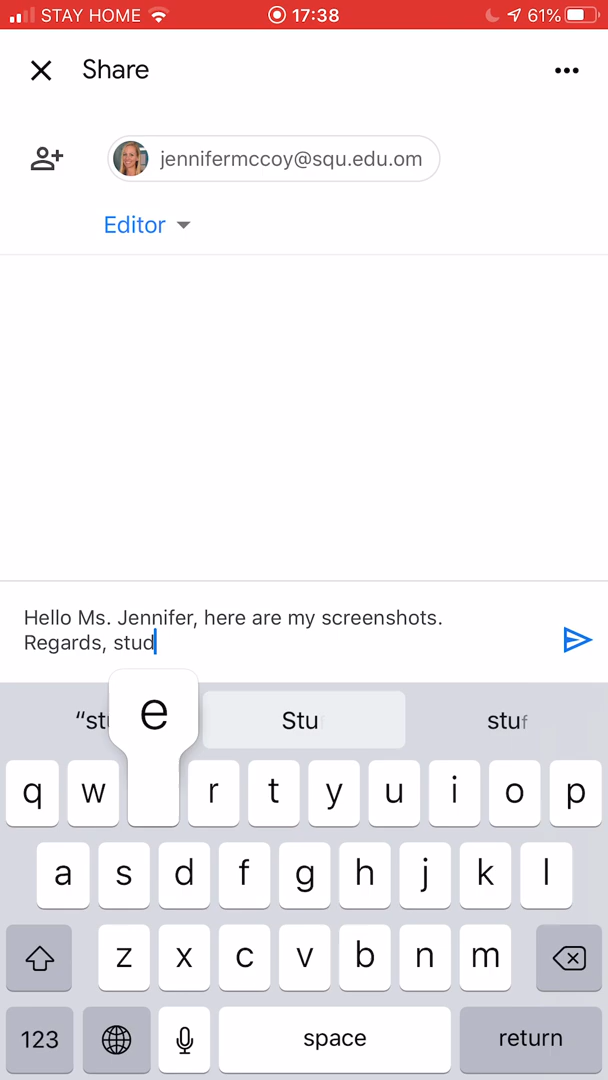 STAY HOME 17:38 61%
Share
jennifermccoy@squ.edu.om
Editor
Hello Ms. Jennifer, here are my screenshots.
Regards, stud
Stu stuf
e
q w r t y u i o p
a s d f g h j k l
z x c v b n m
123 space return